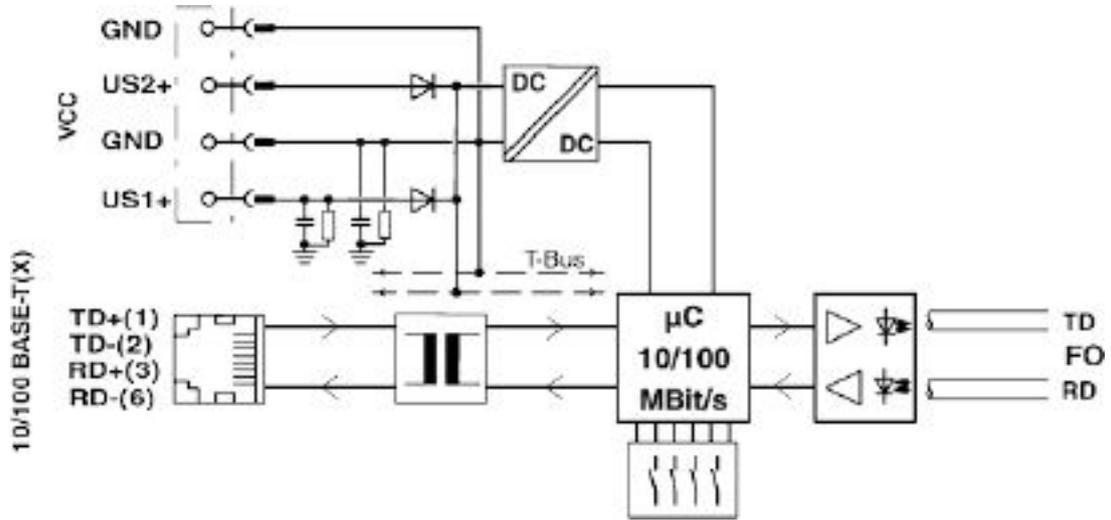 GND
US2+
VCC
GND
US1+
DC
DC
T-Bus
10/100 BASE-T(X)
TD+(1)
TD-(2)
RD+(3)
RD-(6)
µC
10/100
MBit/s
TD
FO
RD